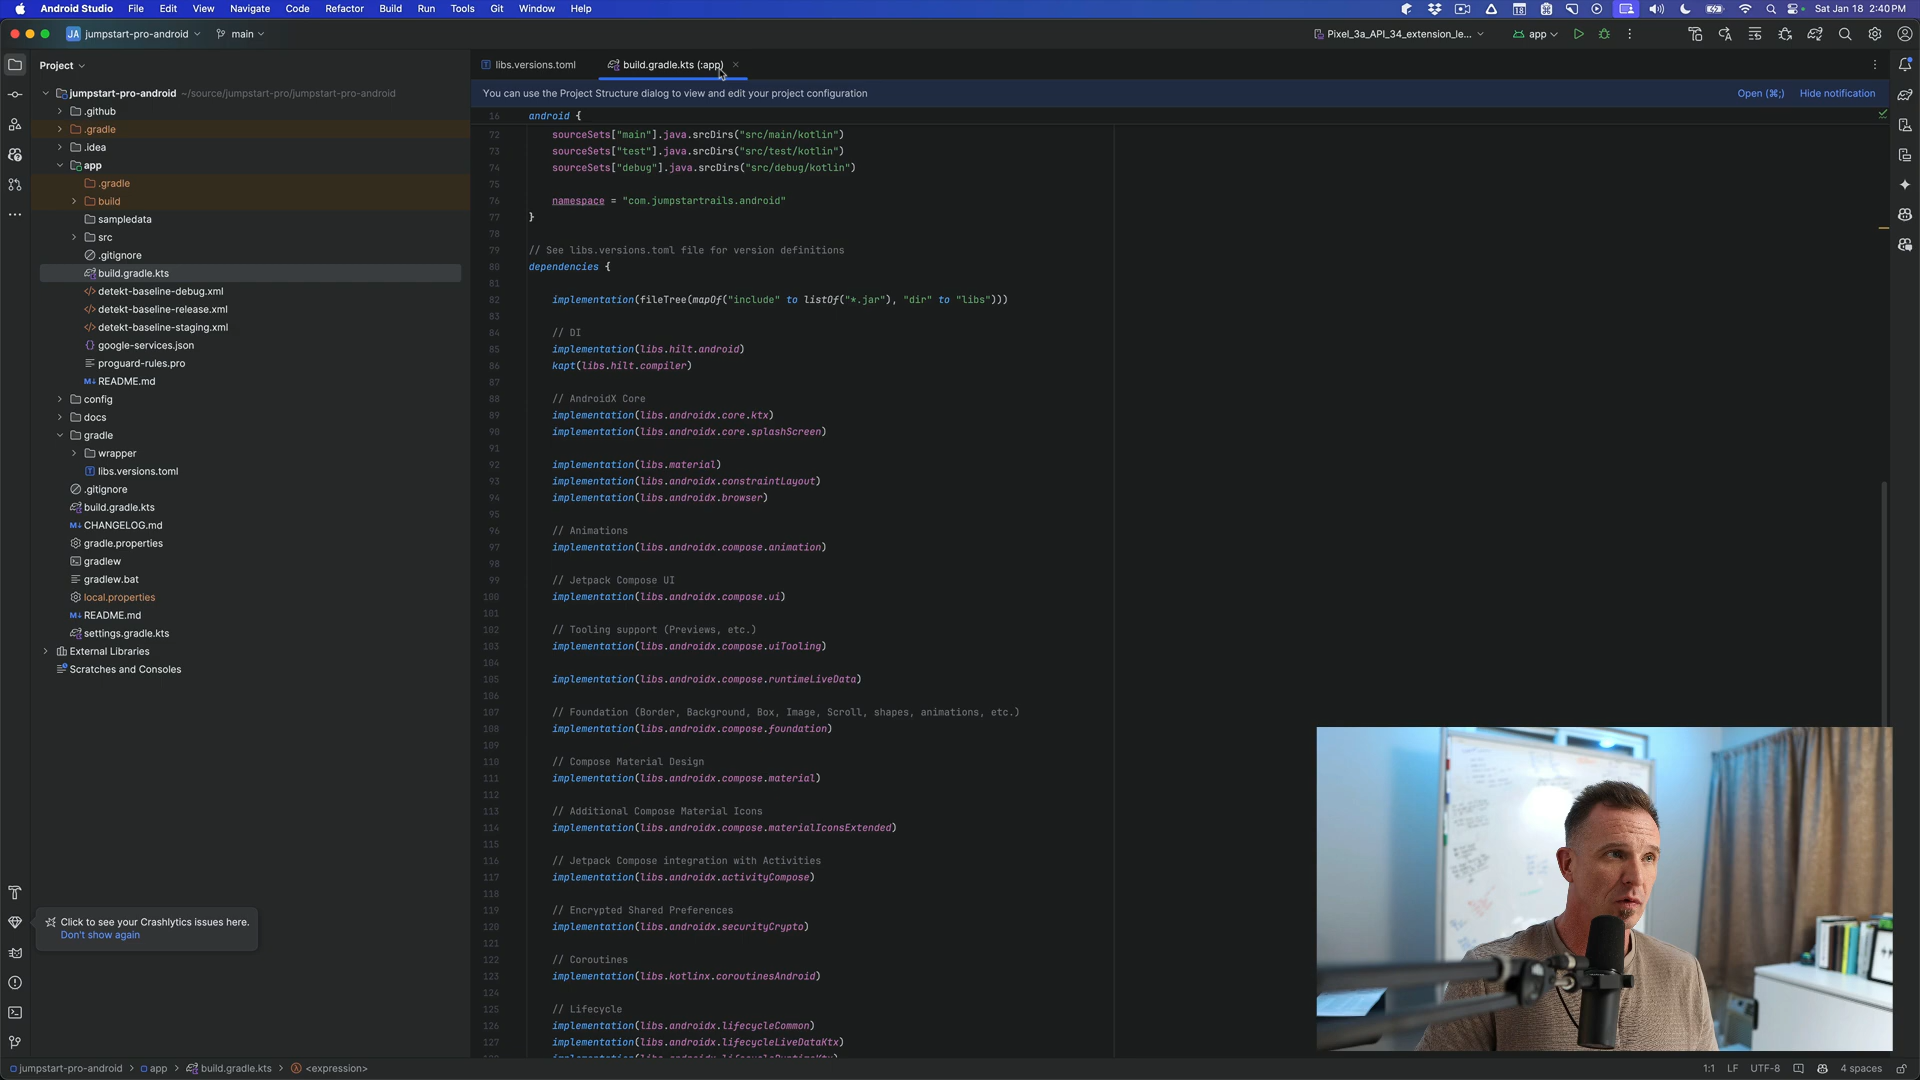 Android Studio File Edit View Navigate Code Refactor Build Run Tools Git Window Help
Sat Jan 18 2:40 PM
JA jumpstart-pro-android main
Pixel_3a_API_34_extension_le... app
Project
libs.versions.toml build.gradle.kts (:app)
You can use the Project Structure dialog to view and edit your project configuration
Open (⌘;) Hide notification
jumpstart-pro-android ~/source/jumpstart-pro/jumpstart-pro-android
.github
.gradle
.idea
app
.gradle
build
sampledata
src
.gitignore
build.gradle.kts
detekt-baseline-debug.xml
detekt-baseline-release.xml
detekt-baseline-staging.xml
google-services.json
proguard-rules.pro
README.md
config
docs
gradle
wrapper
libs.versions.toml
.gitignore
build.gradle.kts
CHANGELOG.md
gradle.properties
gradlew
gradlew.bat
local.properties
README.md
settings.gradle.kts
External Libraries
Scratches and Consoles
16 android {
72 sourceSets["main"].java.srcDirs("src/main/kotlin")
73 sourceSets["test"].java.srcDirs("src/test/kotlin")
74 sourceSets["debug"].java.srcDirs("src/debug/kotlin")
75
76 namespace = "com.jumpstartrails.android"
77 }
78
79 // See libs.versions.toml file for version definitions
80 dependencies {
81
82 implementation(fileTree(mapOf("include" to listOf("*.jar"), "dir" to "libs")))
83
84 // DI
85 implementation(libs.hilt.android)
86 kapt(libs.hilt.compiler)
87
88 // AndroidX Core
89 implementation(libs.androidx.core.ktx)
90 implementation(libs.androidx.core.splashScreen)
91
92 implementation(libs.material)
93 implementation(libs.androidx.constraintLayout)
94 implementation(libs.androidx.browser)
95
96 // Animations
97 implementation(libs.androidx.compose.animation)
98
99 // Jetpack Compose UI
100 implementation(libs.androidx.compose.ui)
101
102 // Tooling support (Previews, etc.)
103 implementation(libs.androidx.compose.uiTooling)
104
105 implementation(libs.androidx.compose.runtimeLiveData)
106
107 // Foundation (Border, Background, Box, Image, Scroll, shapes, animations, etc.)
108 implementation(libs.androidx.compose.foundation)
109
110 // Compose Material Design
111 implementation(libs.androidx.compose.material)
112
113 // Additional Compose Material Icons
114 implementation(libs.androidx.compose.materialIconsExtended)
115
116 // Jetpack Compose integration with Activities
117 implementation(libs.androidx.activityCompose)
118
119 // Encrypted Shared Preferences
120 implementation(libs.androidx.securityCrypto)
121
122 // Coroutines
123 implementation(libs.kotlinx.coroutinesAndroid)
124
125 // Lifecycle
126 implementation(libs.androidx.lifecycleCommon)
127 implementation(libs.androidx.lifecycleLiveDataKtx)
Click to see your Crashlytics issues here.
Don't show again
jumpstart-pro-android app build.gradle.kts <expression>
1:1 LF UTF-8 4 spaces